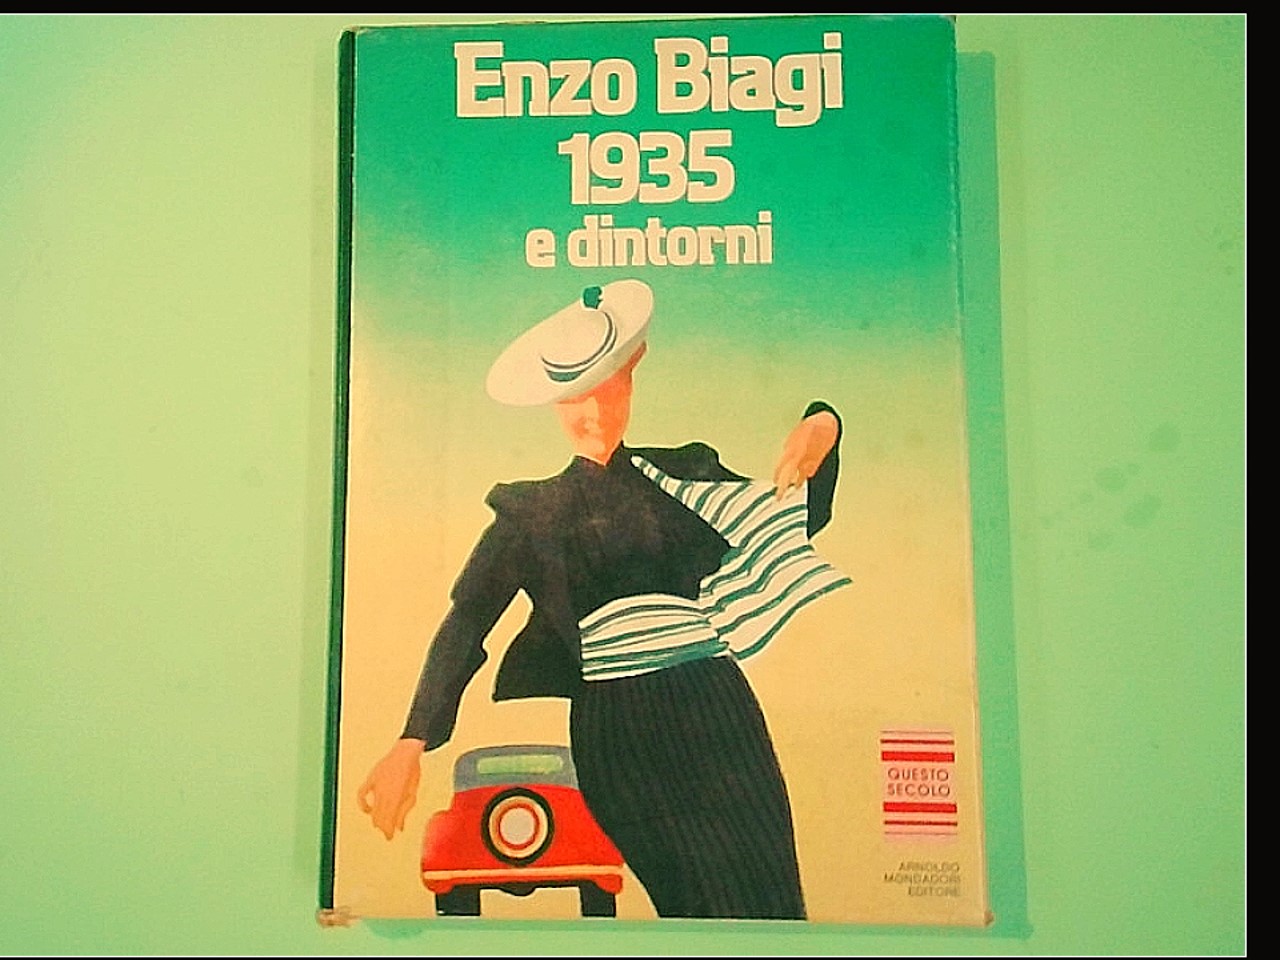 Enzo Biagi
1935
e dintorni
QUESTO
SECOLO
ARNOLDO
MONDADORI
EDITORE